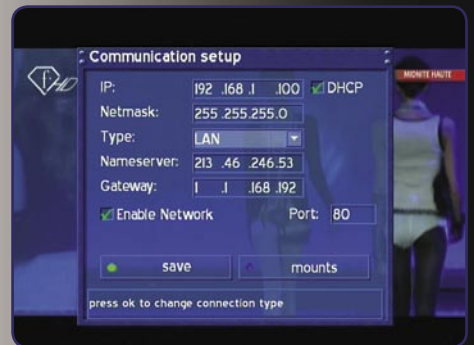 Communication setup
f HD
MIDNITE HAUTE
IP: 192 .168 .1 .100 DHCP
Netmask: 255 .255.255.0
Type: LAN
Nameserver: 213 .46 .246.53
Gateway: 1 .1 .168 .192
Enable Network Port: 80
save mounts
press ok to change connection type